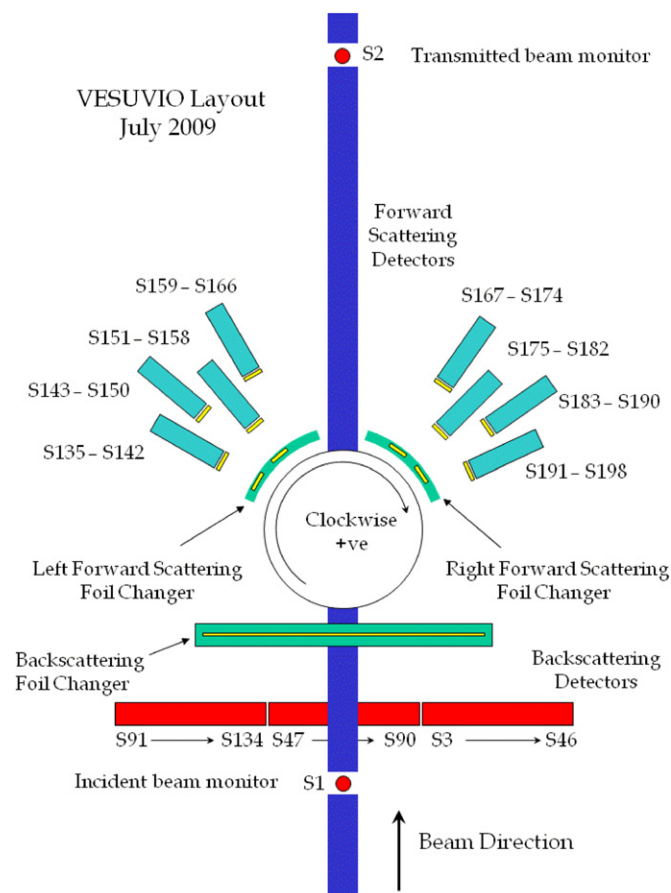 S2
Transmitted beam monitor
VESUVIO Layout
July 2009
Forward
Scattering
Detectors
S159 – S166
S167 – S174
S151 – S158
S175 – S182
S143 – S150
S183 – S190
S135 – S142
S191 – S198
Clockwise
+ve
Left Forward Scattering
Foil Changer
Right Forward Scattering
Foil Changer
Backscattering
Foil Changer
Backscattering
Detectors
S91
S134
S47
S90
S3
S46
Incident beam monitor
S1
Beam Direction